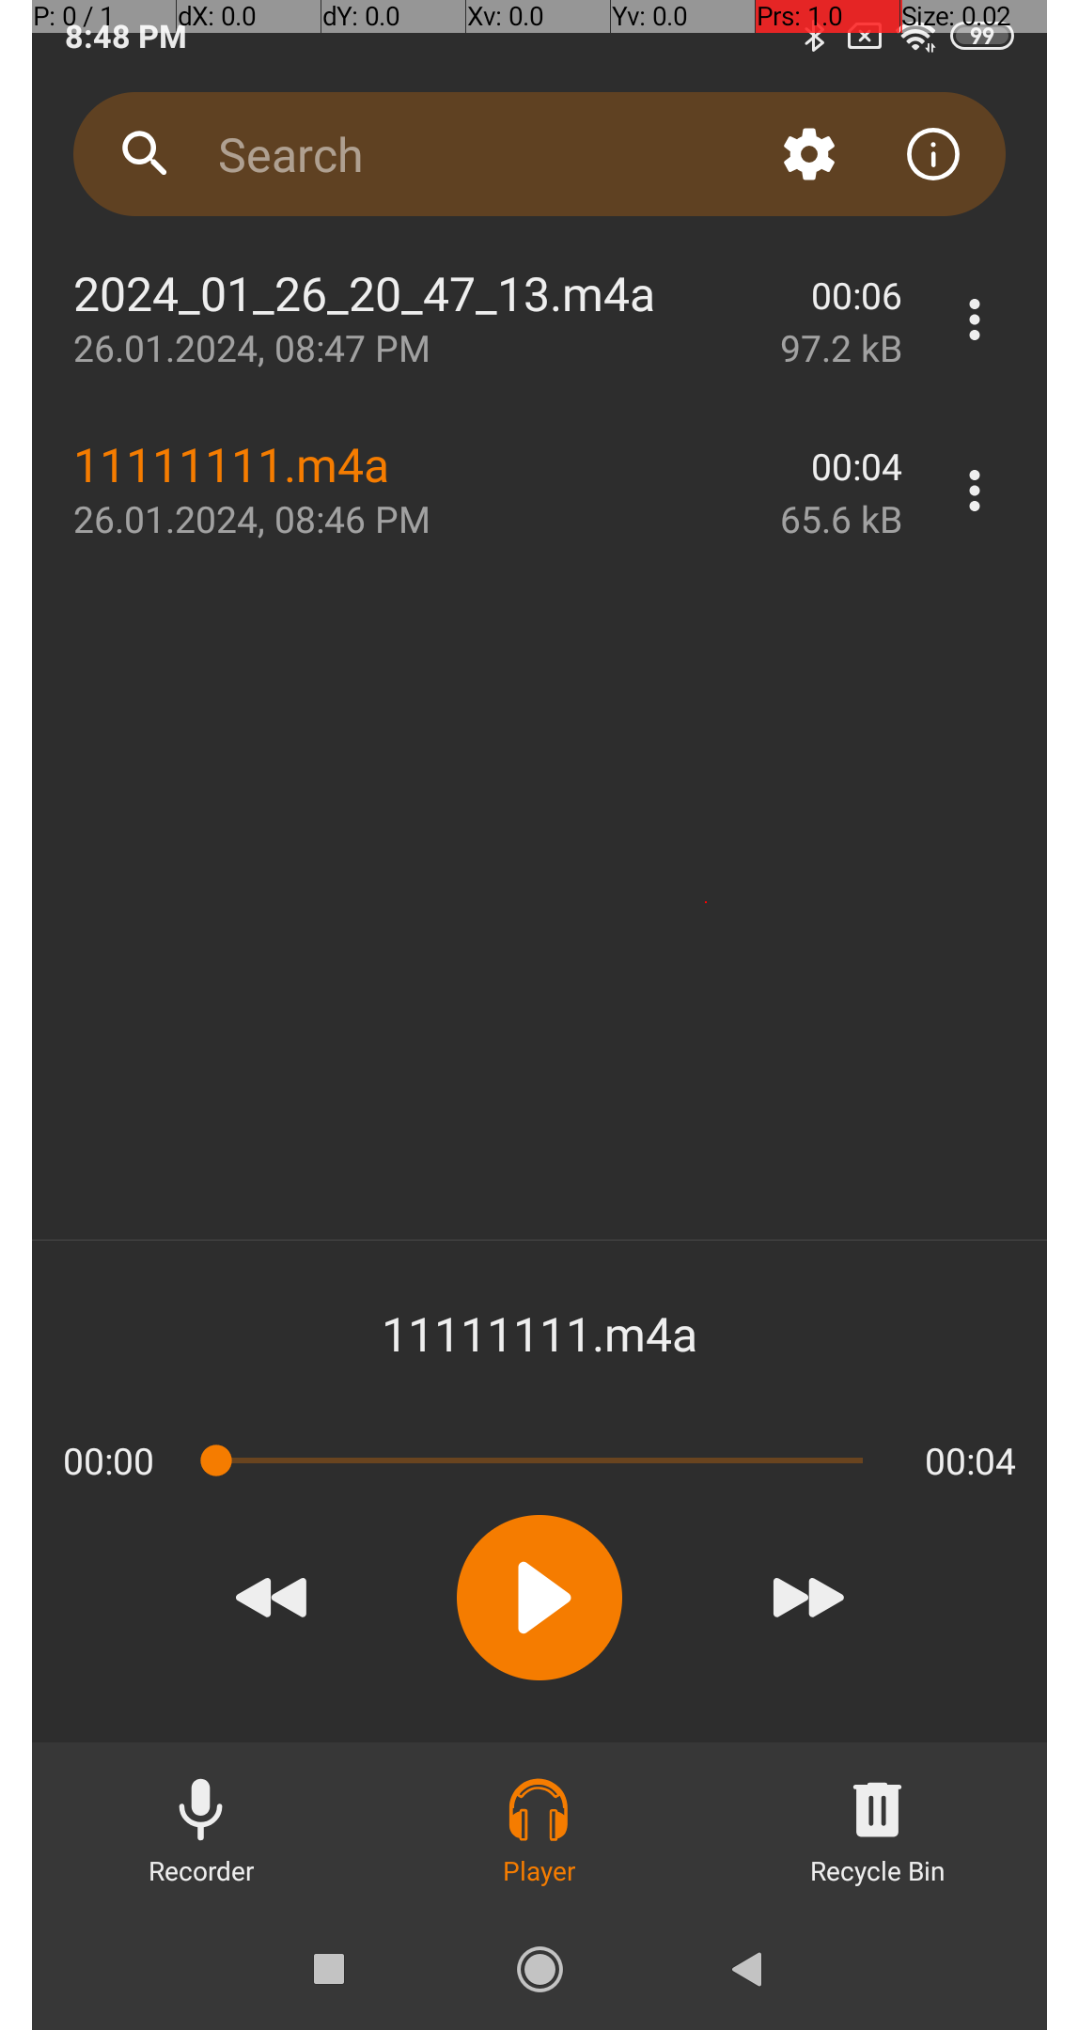 P: 0 / 1 dX: 0.0 dY: 0.0 Xv: 0.0 Yv: 0.0 Prs: 1.0 Size: 0.02
8:48 PM 99
Search
2024_01_26_20_47_13.m4a 00:06
26.01.2024, 08:47 PM 97.2 kB
11111111.m4a 00:04
26.01.2024, 08:46 PM 65.6 kB
11111111.m4a
00:00 00:04
Recorder Player Recycle Bin